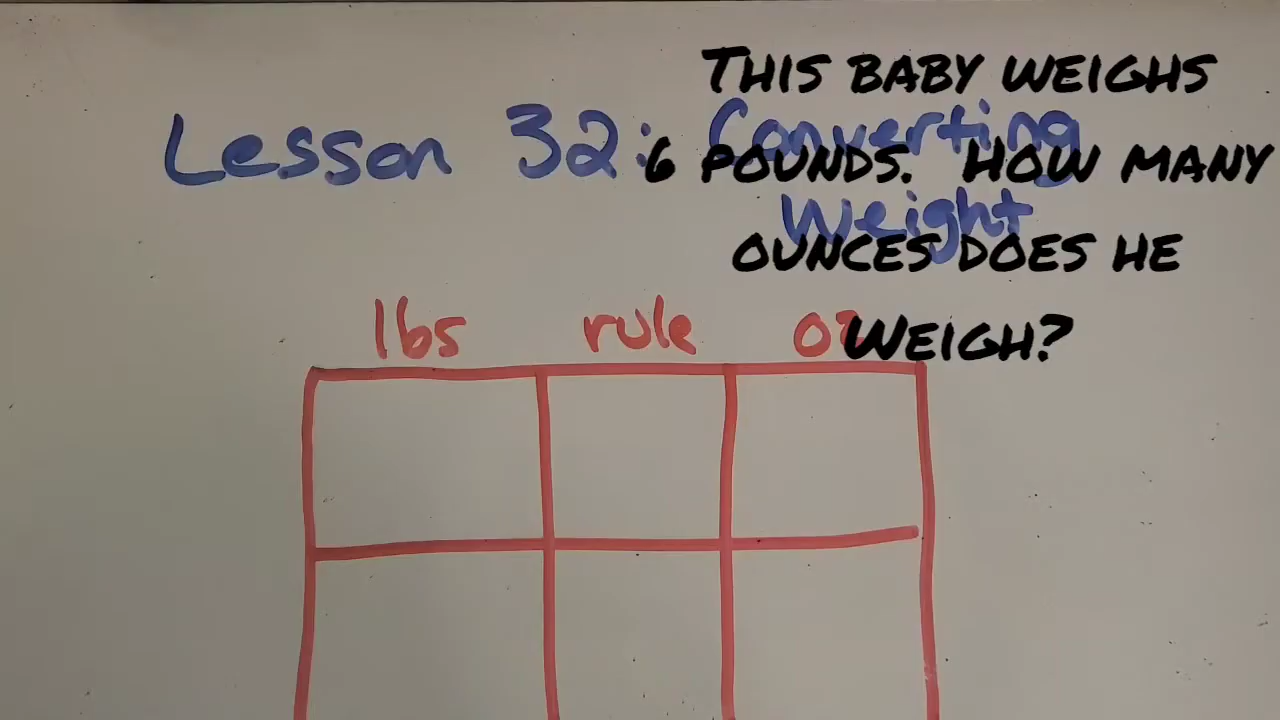 Lesson 32: Converting
Weight
THIS BABY WEIGHS
6 POUNDS. HOW MANY
OUNCES DOES HE
WEIGH?
lbs rule oz